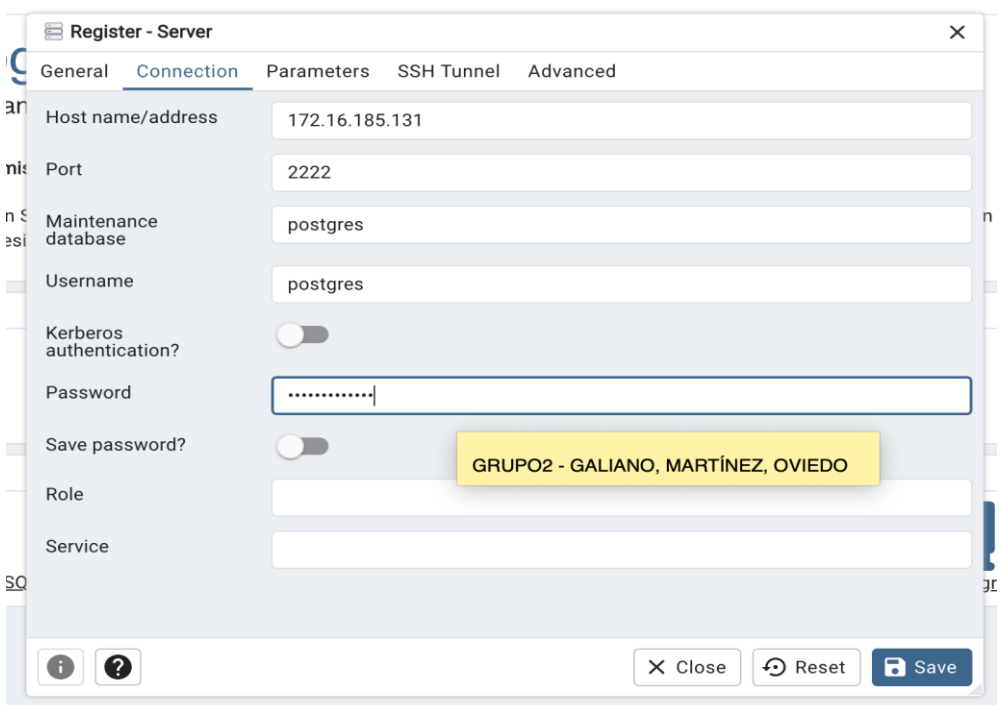 Register - Server
General Connection Parameters SSH Tunnel Advanced
Host name/address 172.16.185.131
Port 2222
Maintenance database postgres
Username postgres
Kerberos authentication?
Password •••••••••••••
Save password?
GRUPO2 - GALIANO, MARTÍNEZ, OVIEDO
Role
Service
Close Reset Save